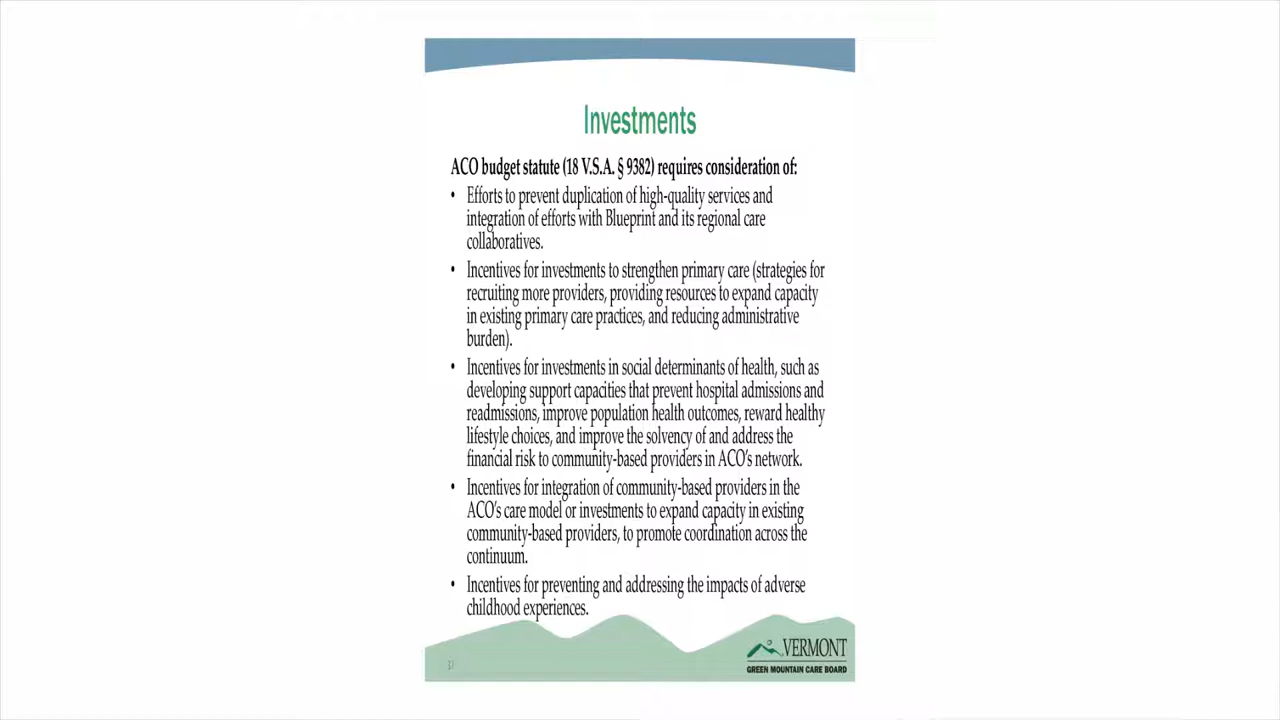 Investments
ACO budget statute (18 V.S.A. § 9382) requires consideration of:
• Efforts to prevent duplication of high-quality services and
integration of efforts with Blueprint and its regional care
collaboratives.
• Incentives for investments to strengthen primary care (strategies for
recruiting more providers, providing resources to expand capacity
in existing primary care practices, and reducing administrative
burden).
• Incentives for investments in social determinants of health, such as
developing support capacities that prevent hospital admissions and
readmissions, improve population health outcomes, reward healthy
lifestyle choices, and improve the solvency of and address the
financial risk to community-based providers in ACO's network.
• Incentives for integration of community-based providers in the
ACO's care model or investments to expand capacity in existing
community-based providers, to promote coordination across the
continuum.
• Incentives for preventing and addressing the impacts of adverse
childhood experiences.
VERMONT
GREEN MOUNTAIN CARE BOARD